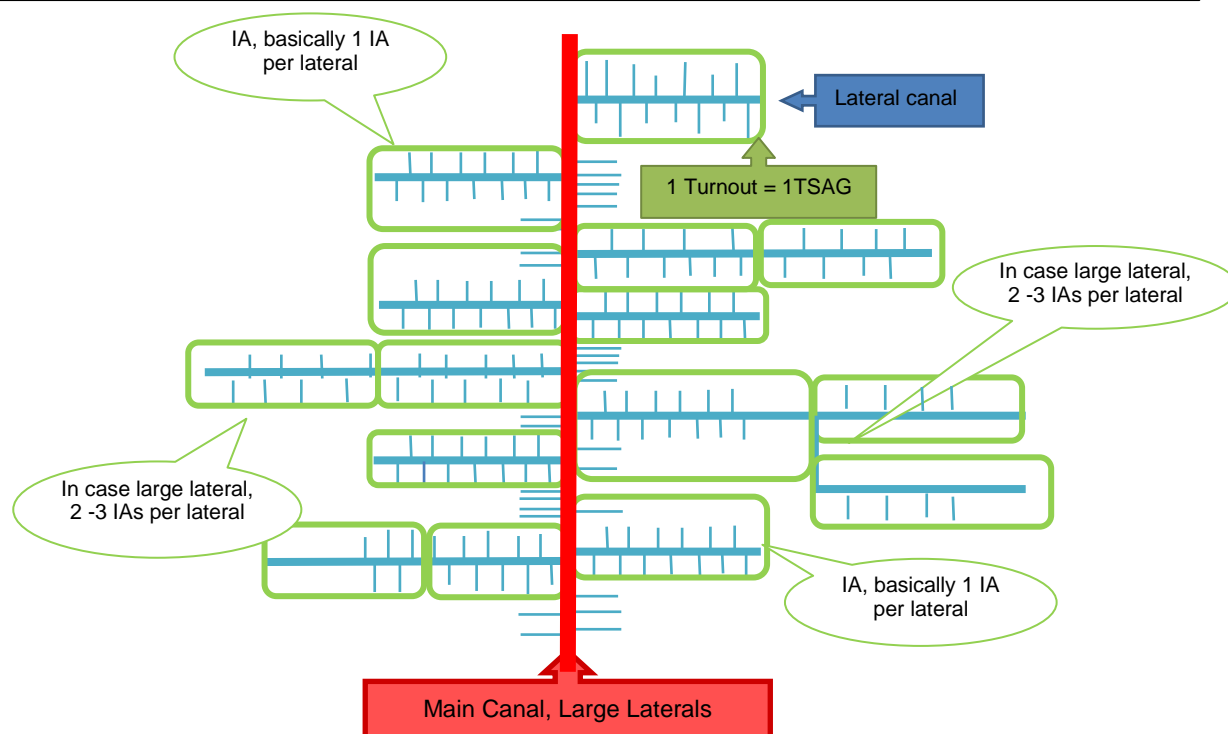 IA, basically 1 IA
per lateral
Lateral canal
1 Turnout = 1TSAG
In case large lateral,
2 -3 IAs per lateral
In case large lateral,
2 -3 IAs per lateral
IA, basically 1 IA
per lateral
Main Canal, Large Laterals